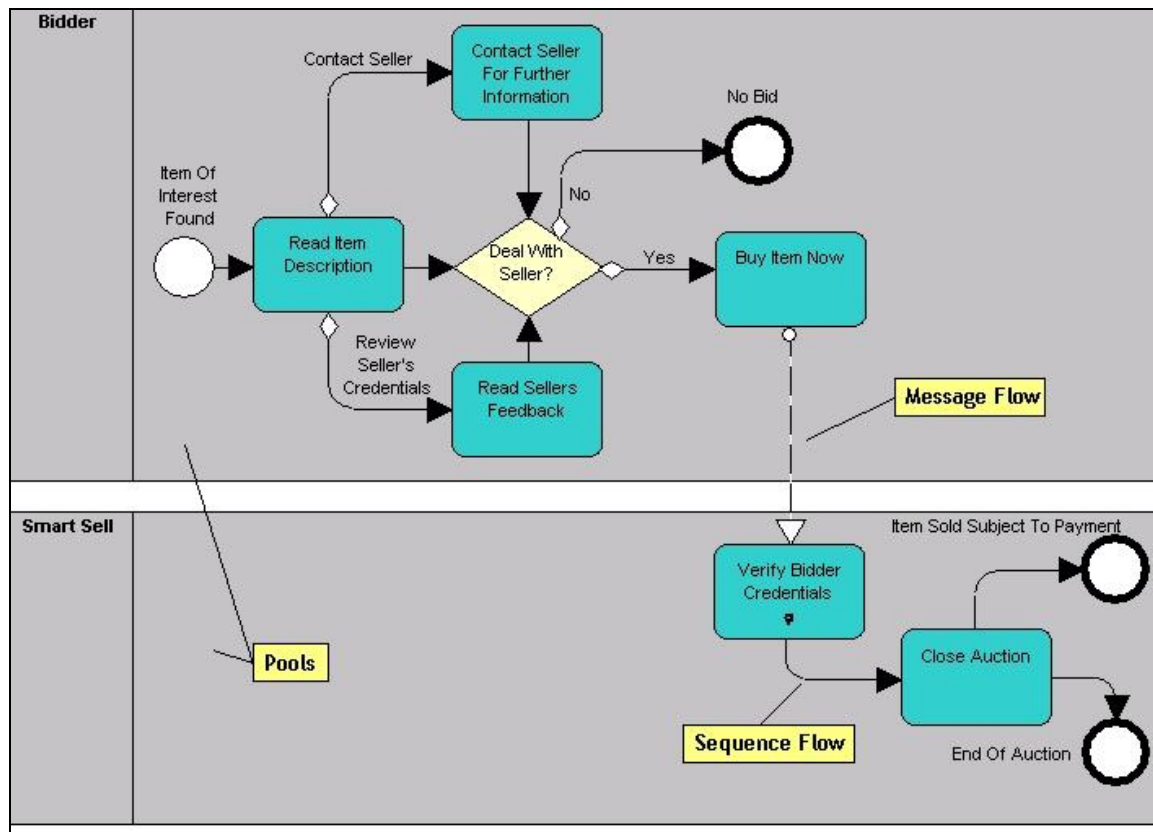 Bidder
Contact Seller
Contact Seller
For Further
Information
No Bid
Item Of
Interest
Found
No
Read Item
Description
Deal With
Seller?
Yes
Buy Item Now
Review
Seller's
Credentials
Read Sellers
Feedback
Message Flow
Smart Sell
Item Sold Subject To Payment
Verify Bidder
Credentials
Pools
Close Auction
Sequence Flow
End Of Auction